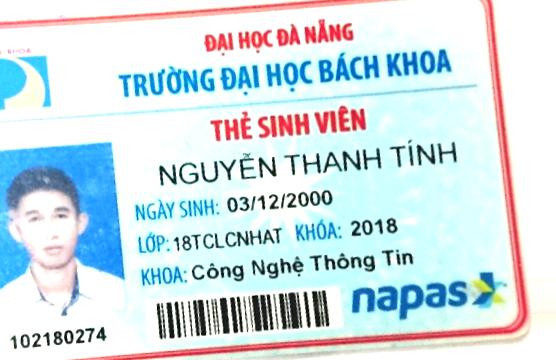 ĐẠI HỌC ĐÀ NẴNG
TRƯỜNG ĐẠI HỌC BÁCH KHOA
THẺ SINH VIÊN
NGUYỄN THANH TÍNH
NGÀY SINH: 03/12/2000
LỚP: 18TCLCNHAT KHÓA: 2018
KHOA: Công Nghệ Thông Tin
napas
102180274